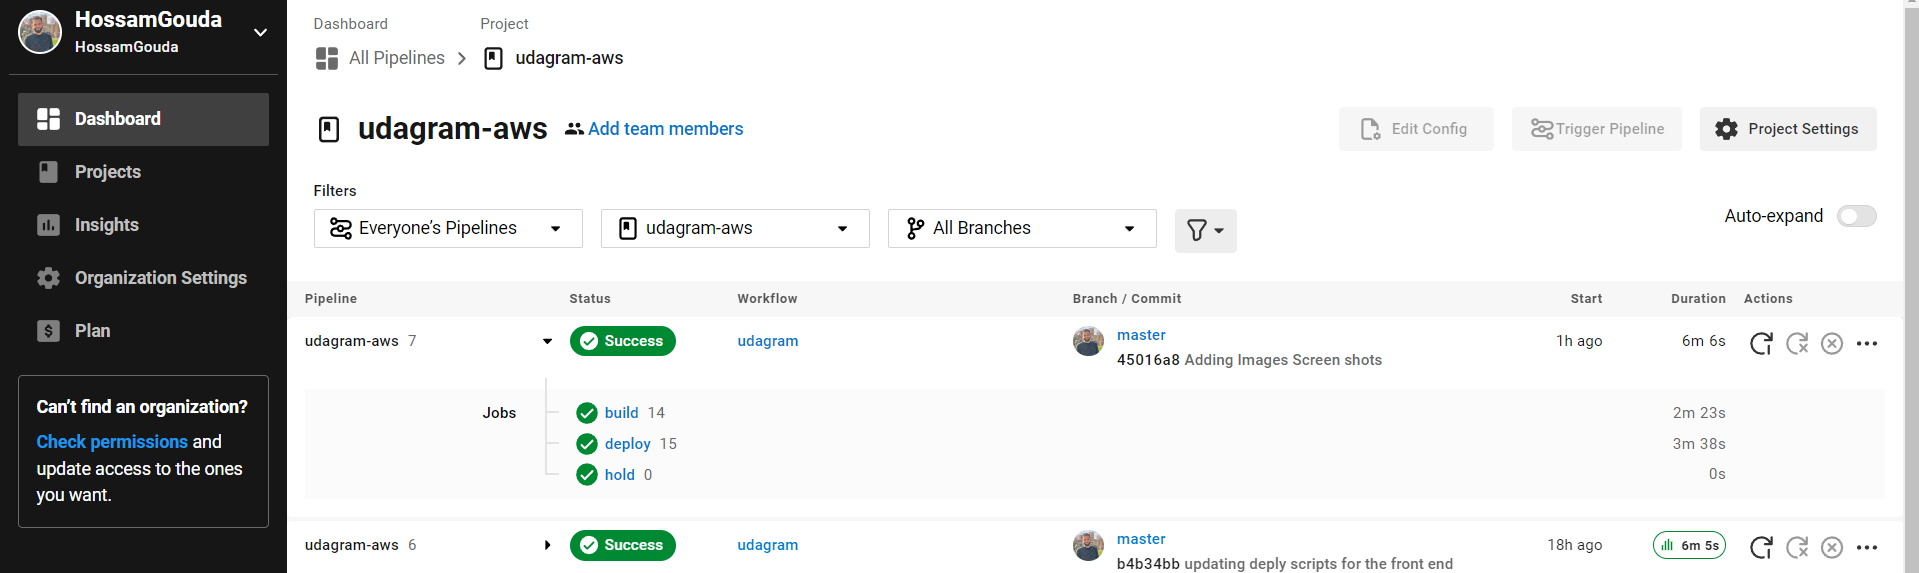 HossamGouda
HossamGouda
Dashboard
Projects
Insights
Organization Settings
Plan
Can't find an organization?
Check permissions and
update access to the ones
you want.
Dashboard Project
All Pipelines udagram-aws
udagram-aws Add team members
Edit Config Trigger Pipeline Project Settings
Filters
Everyone's Pipelines udagram-aws All Branches
Auto-expand
Pipeline Status Workflow Branch / Commit Start Duration Actions
udagram-aws 7 Success udagram master 1h ago 6m 6s
45016a8 Adding Images Screen shots
Jobs build 14 2m 23s
deploy 15 3m 38s
hold 0 0s
udagram-aws 6 Success udagram master 18h ago 6m 5s
b4b34bb updating deply scripts for the front end